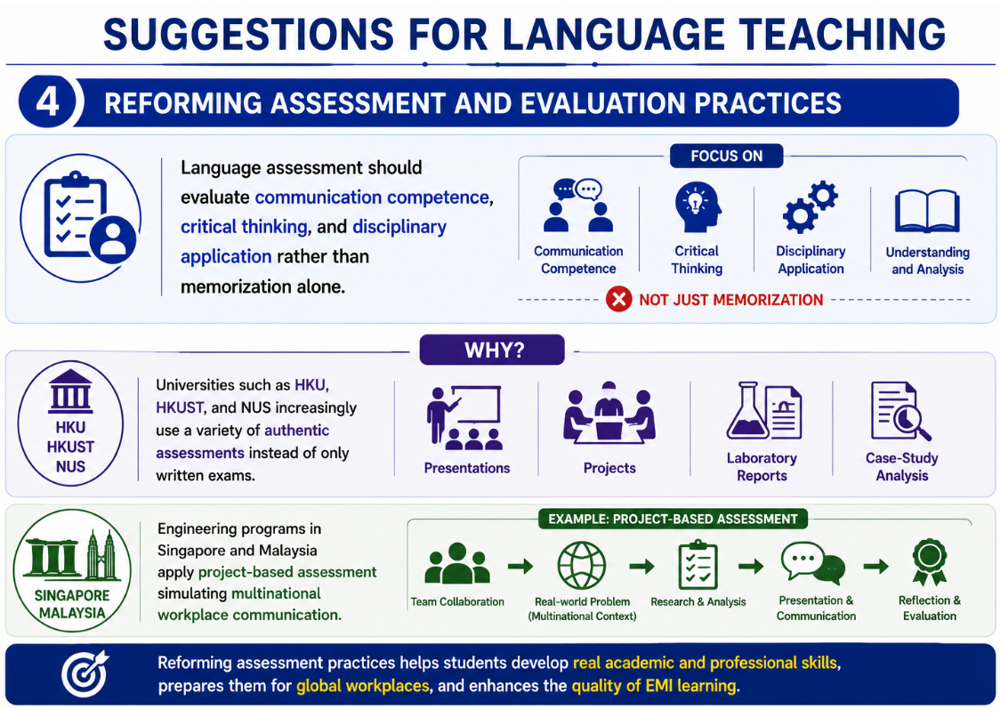 SUGGESTIONS FOR LANGUAGE TEACHING
4
REFORMING ASSESSMENT AND EVALUATION PRACTICES
Language assessment should
evaluate communication competence,
critical thinking, and disciplinary
application rather than
memorization alone.
FOCUS ON
Communication
Competence
Critical
Thinking
Disciplinary
Application
Understanding
and Analysis
NOT JUST MEMORIZATION
WHY?
HKU
HKUST
NUS
Universities such as HKU,
HKUST, and NUS increasingly
use a variety of authentic
assessments instead of only
written exams.
Presentations
Projects
Laboratory
Reports
Case-Study
Analysis
SINGAPORE
MALAYSIA
Engineering programs in
Singapore and Malaysia
apply project-based assessment
simulating multinational
workplace communication.
EXAMPLE: PROJECT-BASED ASSESSMENT
Team Collaboration
Real-world Problem
(Multinational Context)
Research & Analysis
Presentation &
Communication
Reflection &
Evaluation
Reforming assessment practices helps students develop real academic and professional skills,
prepares them for global workplaces, and enhances the quality of EMI learning.